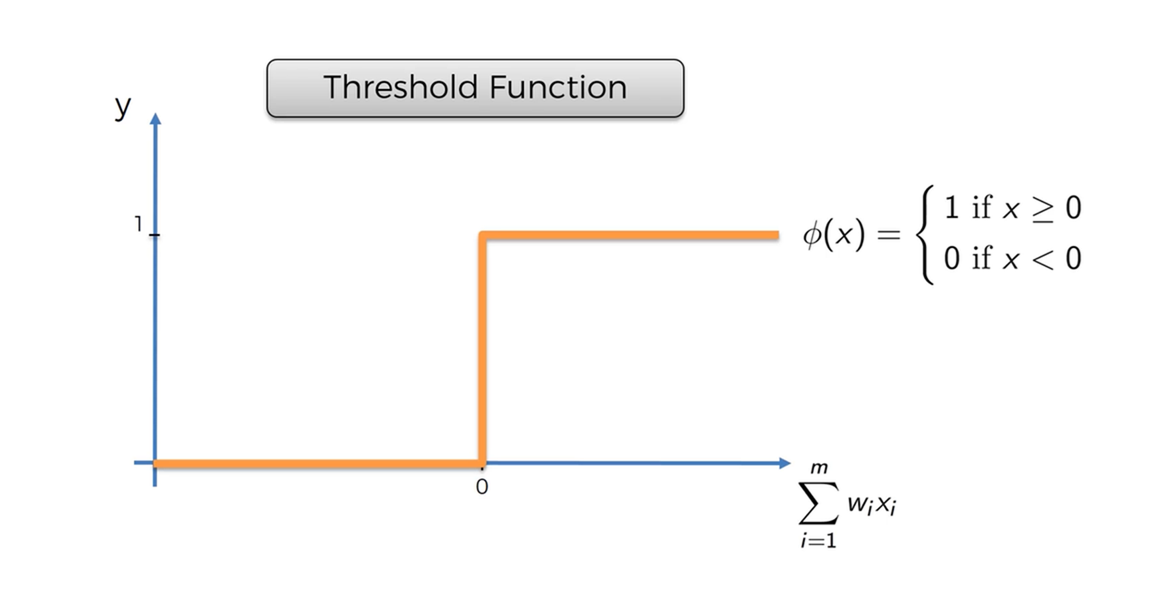 Threshold Function
y
1
ϕ(x) = { 1 if x ≥ 0
0 if x < 0
0
m
∑ wᵢxᵢ
i=1